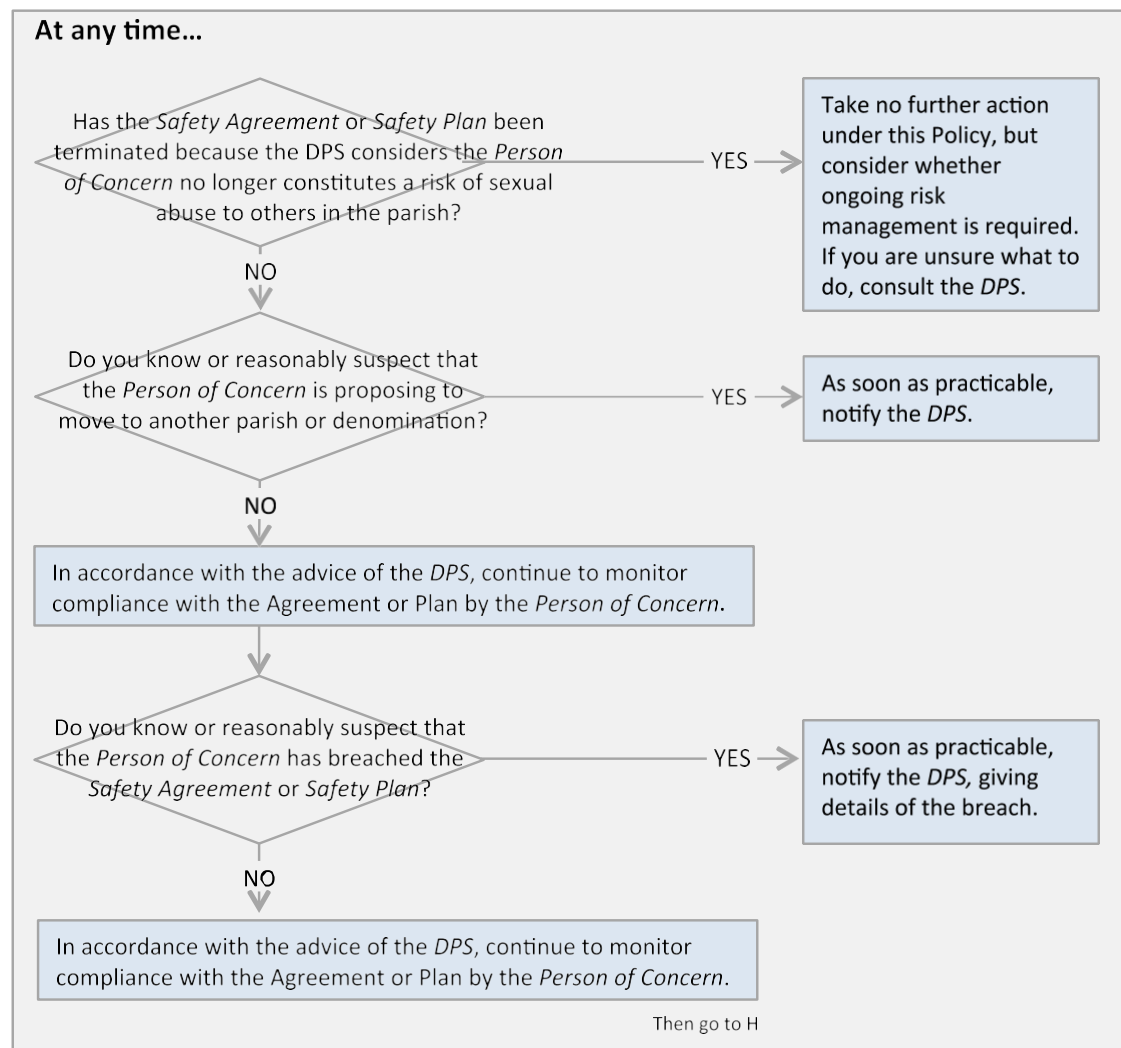 At any time...
Has the Safety Agreement or Safety Plan been
terminated because the DPS considers the Person
of Concern no longer constitutes a risk of sexual
abuse to others in the parish?
YES
Take no further action
under this Policy, but
consider whether
ongoing risk
management is required.
If you are unsure what to
do, consult the DPS.
NO
Do you know or reasonably suspect that
the Person of Concern is proposing to
move to another parish or denomination?
YES
As soon as practicable,
notify the DPS.
NO
In accordance with the advice of the DPS, continue to monitor
compliance with the Agreement or Plan by the Person of Concern.
Do you know or reasonably suspect that
the Person of Concern has breached the
Safety Agreement or Safety Plan?
YES
As soon as practicable,
notify the DPS, giving
details of the breach.
NO
In accordance with the advice of the DPS, continue to monitor
compliance with the Agreement or Plan by the Person of Concern.
Then go to H